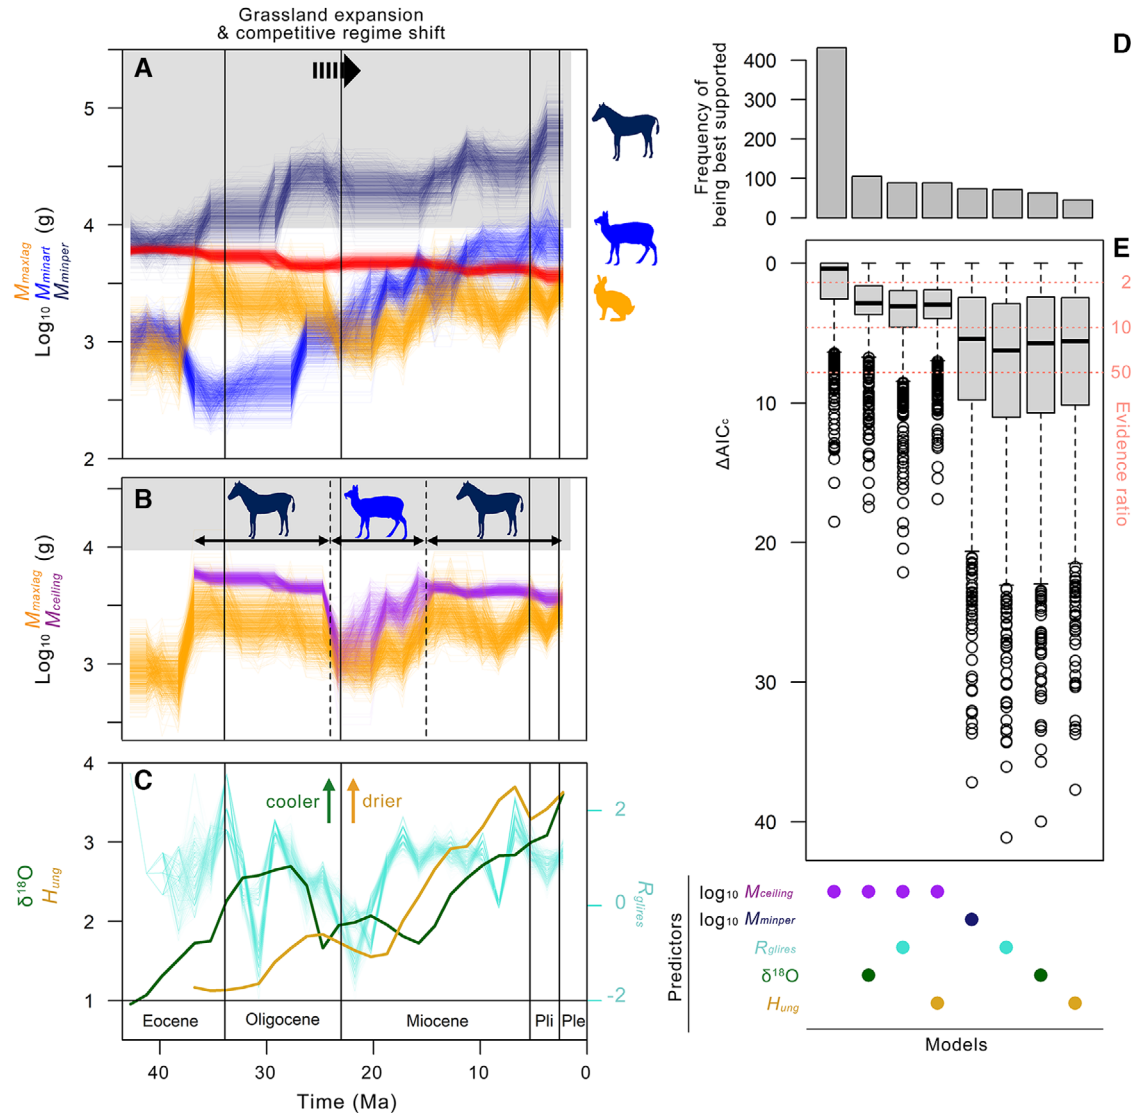 Grassland expansion
& competitive regime shift
A
5
4
3
2
Log10 (g)
Mmaxlag
Mminart
Mminper
B
4
3
Log10 (g)
Mmaxlag
Mceiling
C
4
3
2
1
δ18O
Hung
cooler
drier
2
0
-2
Rglires
Eocene
Oligocene
Miocene
Pli
Ple
40
30
20
10
0
Time (Ma)
D
Frequency of
being best supported
400
300
200
100
0
E
0
10
20
30
40
ΔAICc
2
10
50
Evidence ratio
Predictors
log10 Mceiling
log10 Mminper
Rglires
δ18O
Hung
Models